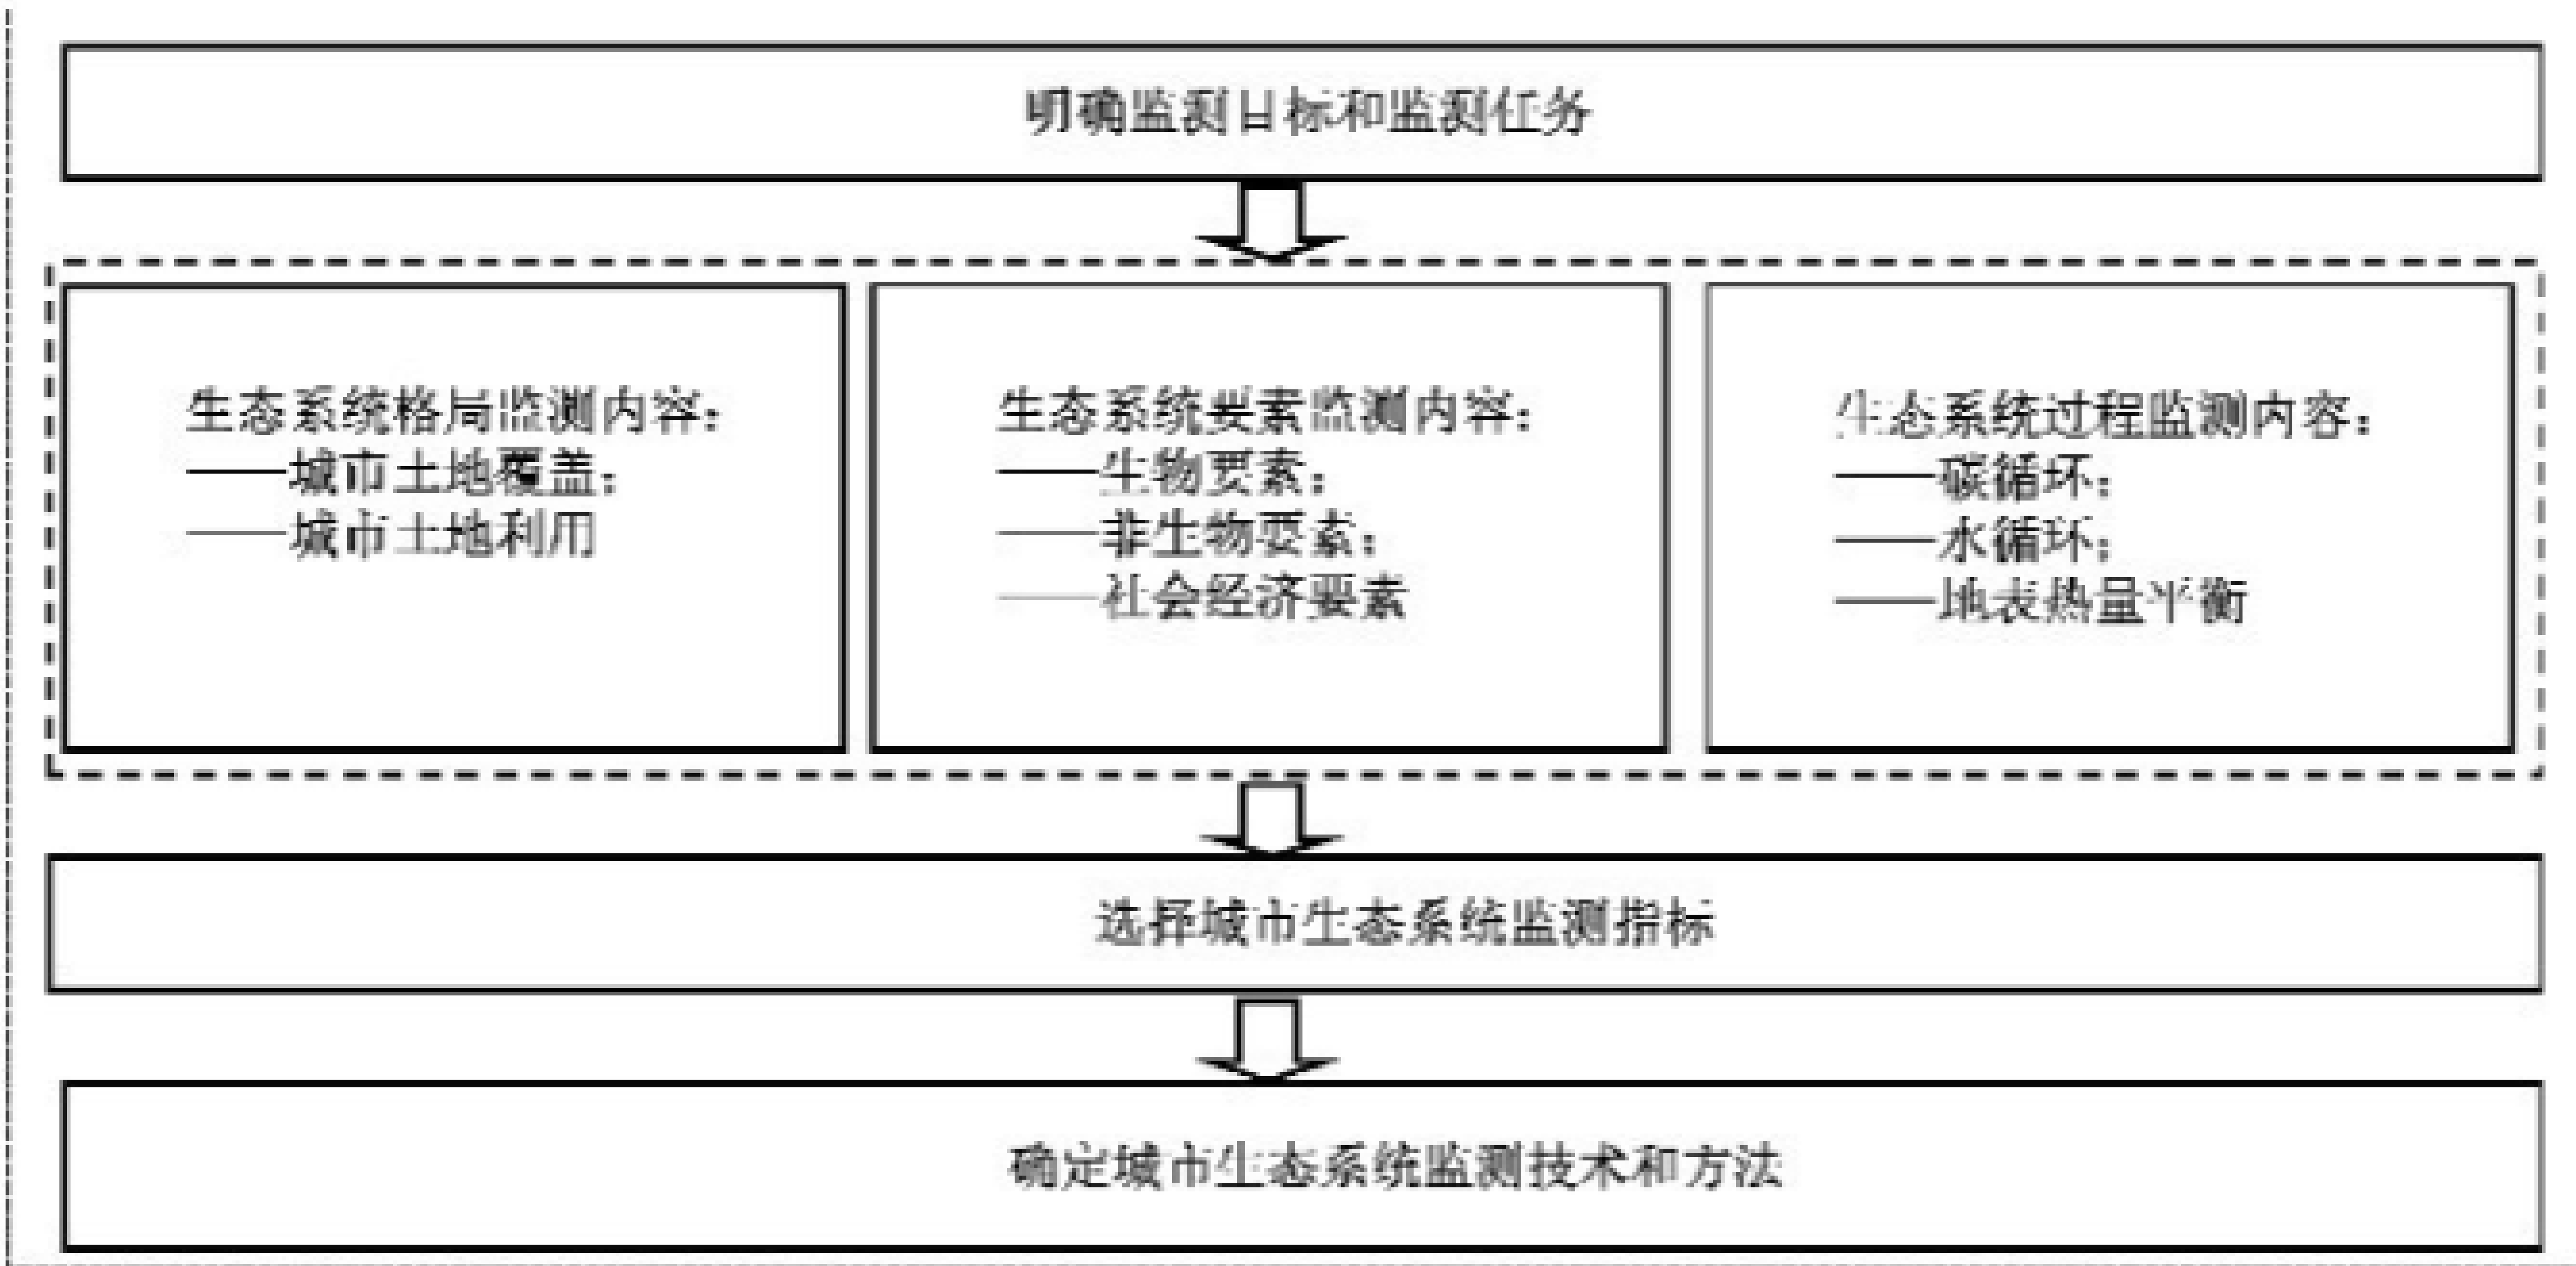 明确监测目标和监测任务
生态系统格局监测内容：
——城市土地覆盖；
——城市土地利用
生态系统要素监测内容：
——生物要素；
——非生物要素；
——社会经济要素
生态系统过程监测内容：
——碳循环；
——水循环；
——地表热量平衡
选择城市生态系统监测指标
确定城市生态系统监测技术和方法